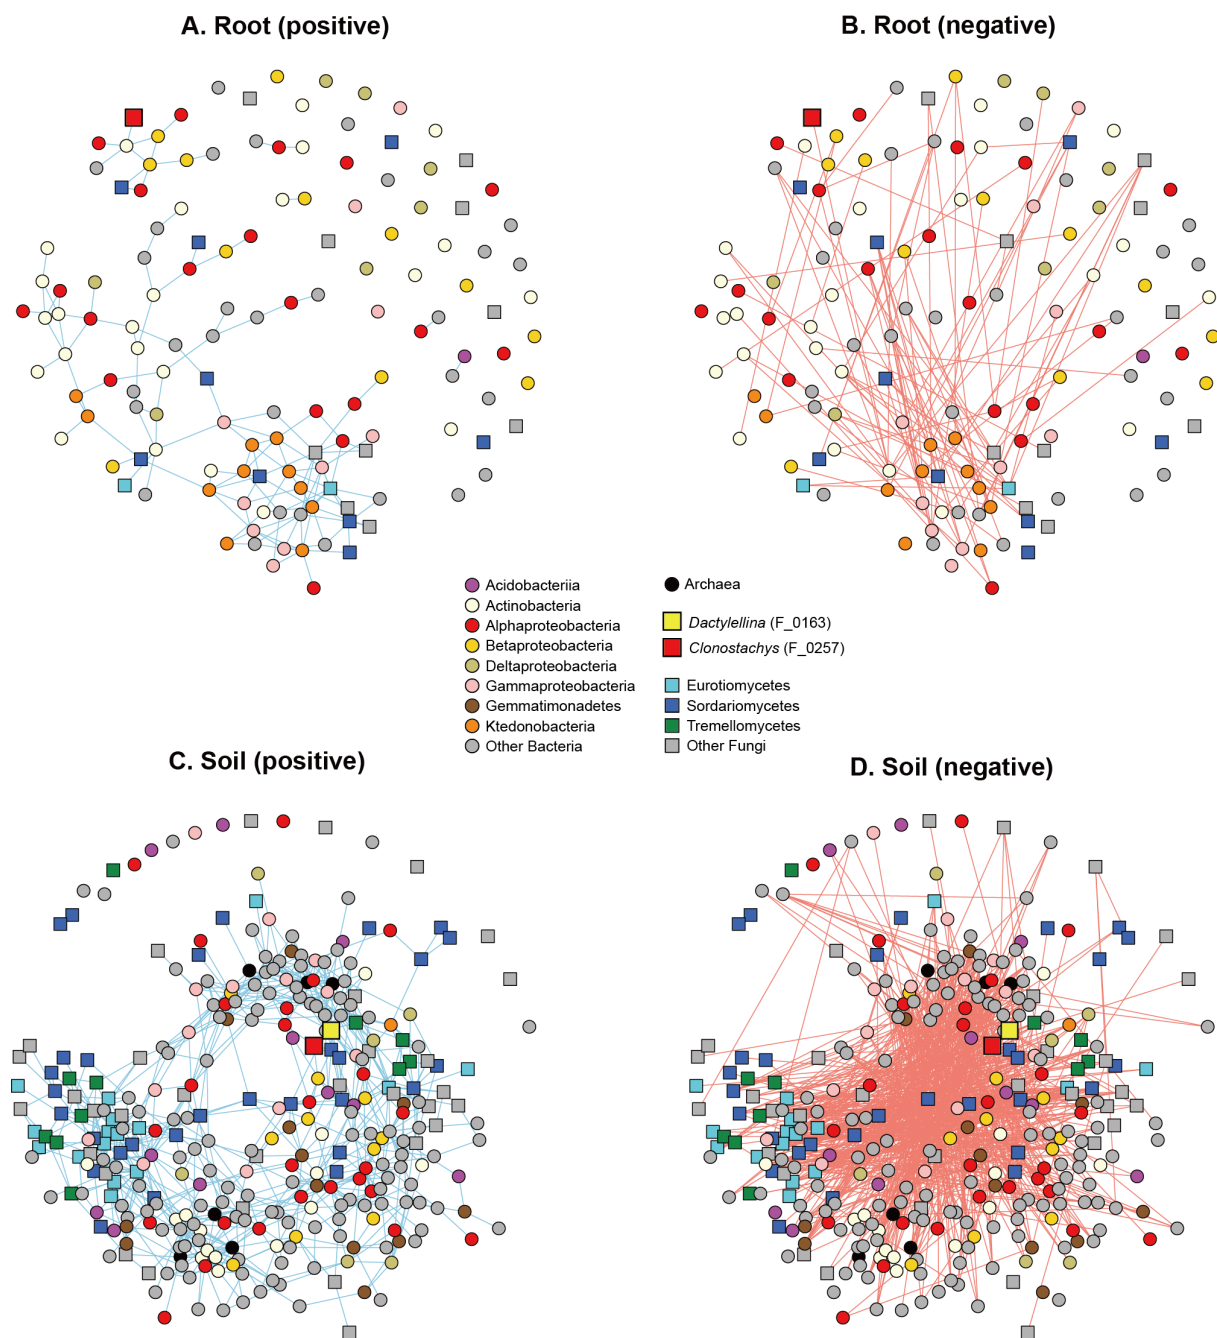 A. Root (positive)
B. Root (negative)
Acidobacteriia
Actinobacteria
Alphaproteobacteria
Betaproteobacteria
Deltaproteobacteria
Gammaproteobacteria
Gemmatimonadetes
Ktedonobacteria
Other Bacteria
Archaea
Dactylellina (F_0163)
Clonostachys (F_0257)
Eurotiomycetes
Sordariomycetes
Tremellomycetes
Other Fungi
C. Soil (positive)
D. Soil (negative)